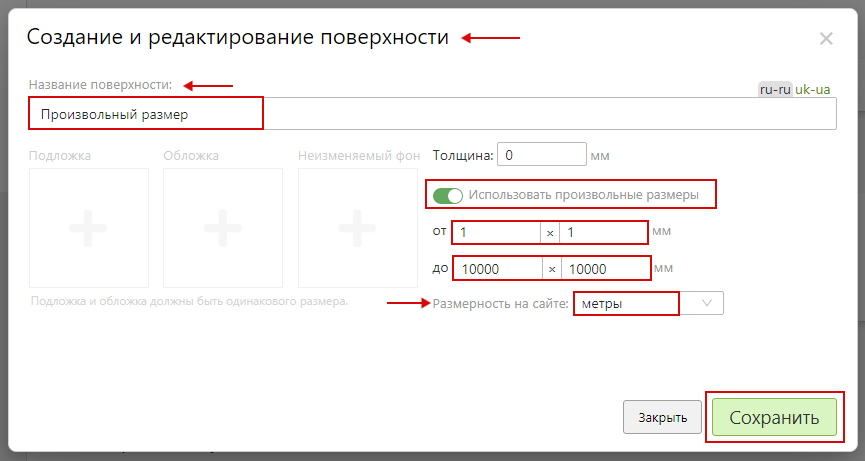 Создание и редактирование поверхности
×
Название поверхности:
ru-ru uk-ua
Произвольный размер
Подложка Обложка Неизменяемый фон Толщина: 0 мм
Использовать произвольные размеры
от 1 × 1 мм
до 10000 × 10000 мм
Подложка и обложка должны быть одинакового размера. Размерность на сайте: метры
Закрыть Сохранить